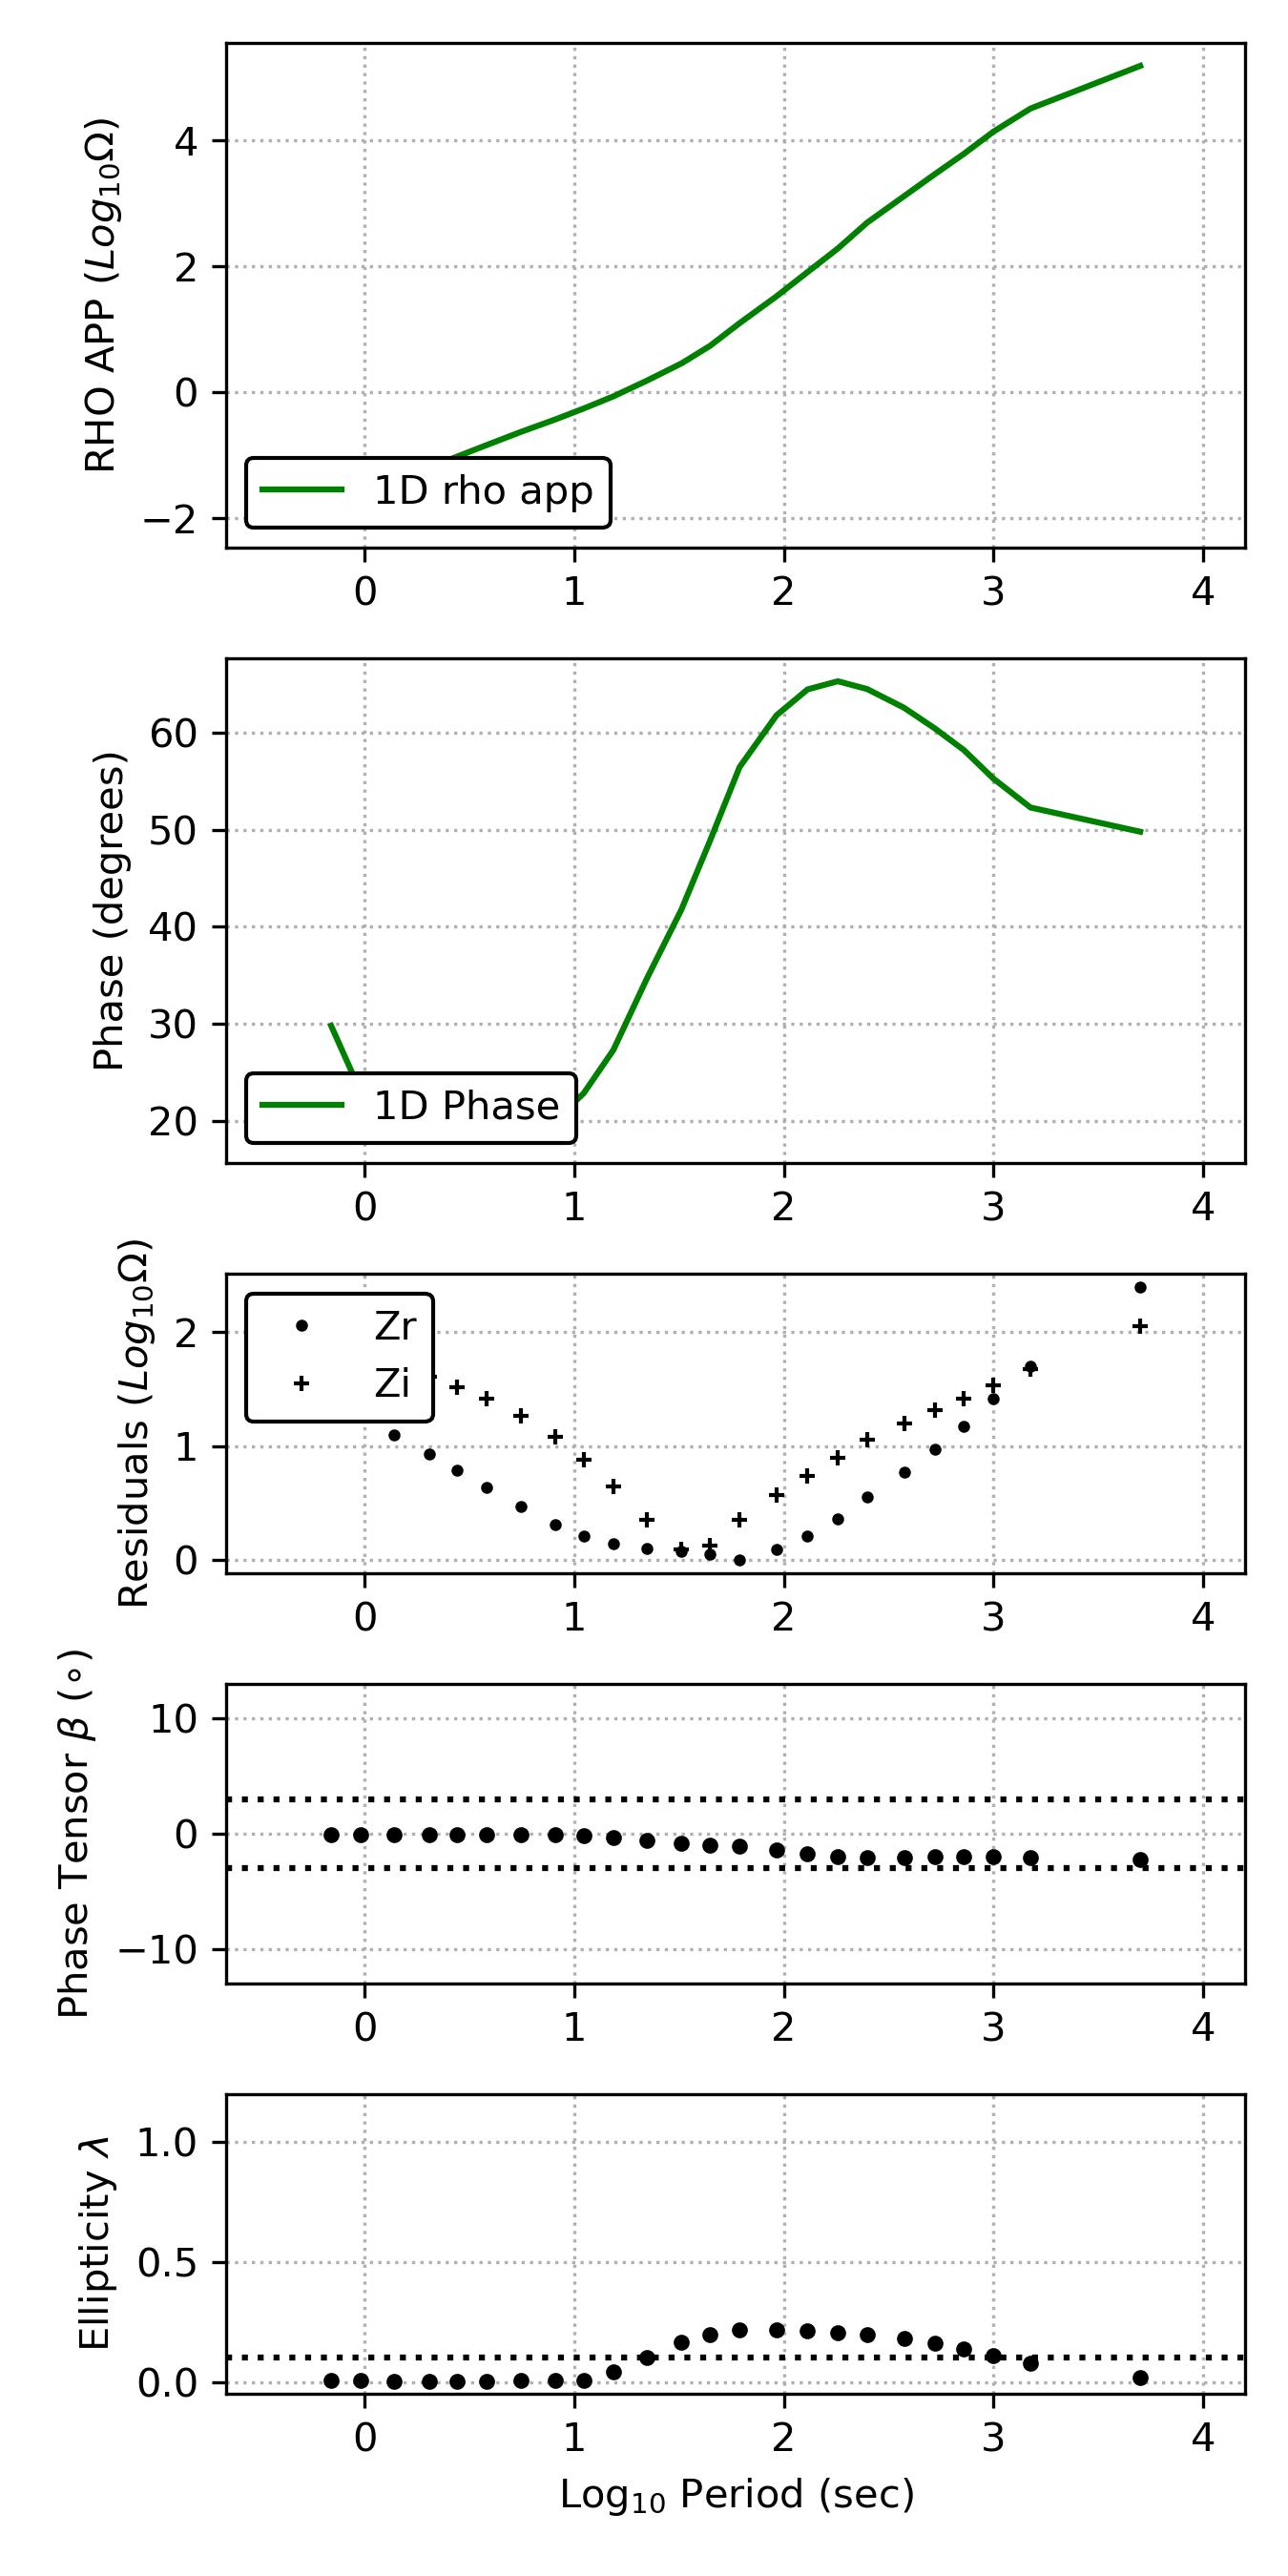 RHO APP (Log₁₀Ω)
4
2
0
−2
1D rho app
0 1 2 3 4
Phase (degrees)
60
50
40
30
20
1D Phase
0 1 2 3 4
Residuals (Log₁₀Ω)
2
1
0
Zr
Zi
0 1 2 3 4
Phase Tensor β (∘)
10
0
−10
0 1 2 3 4
Ellipticity λ
1.0
0.5
0.0
0 1 2 3 4
Log₁₀ Period (sec)